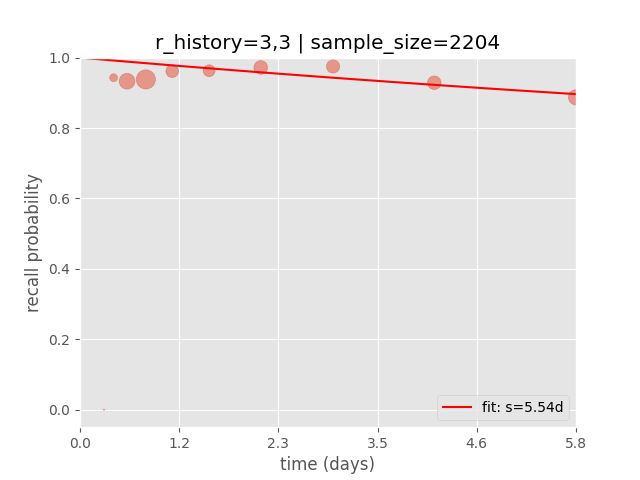 r_history=3,3 | sample_size=2204
1.0
0.8
0.6
0.4
0.2
0.0
recall probability
fit: s=5.54d
0.0 1.2 2.3 3.5 4.6 5.8
time (days)